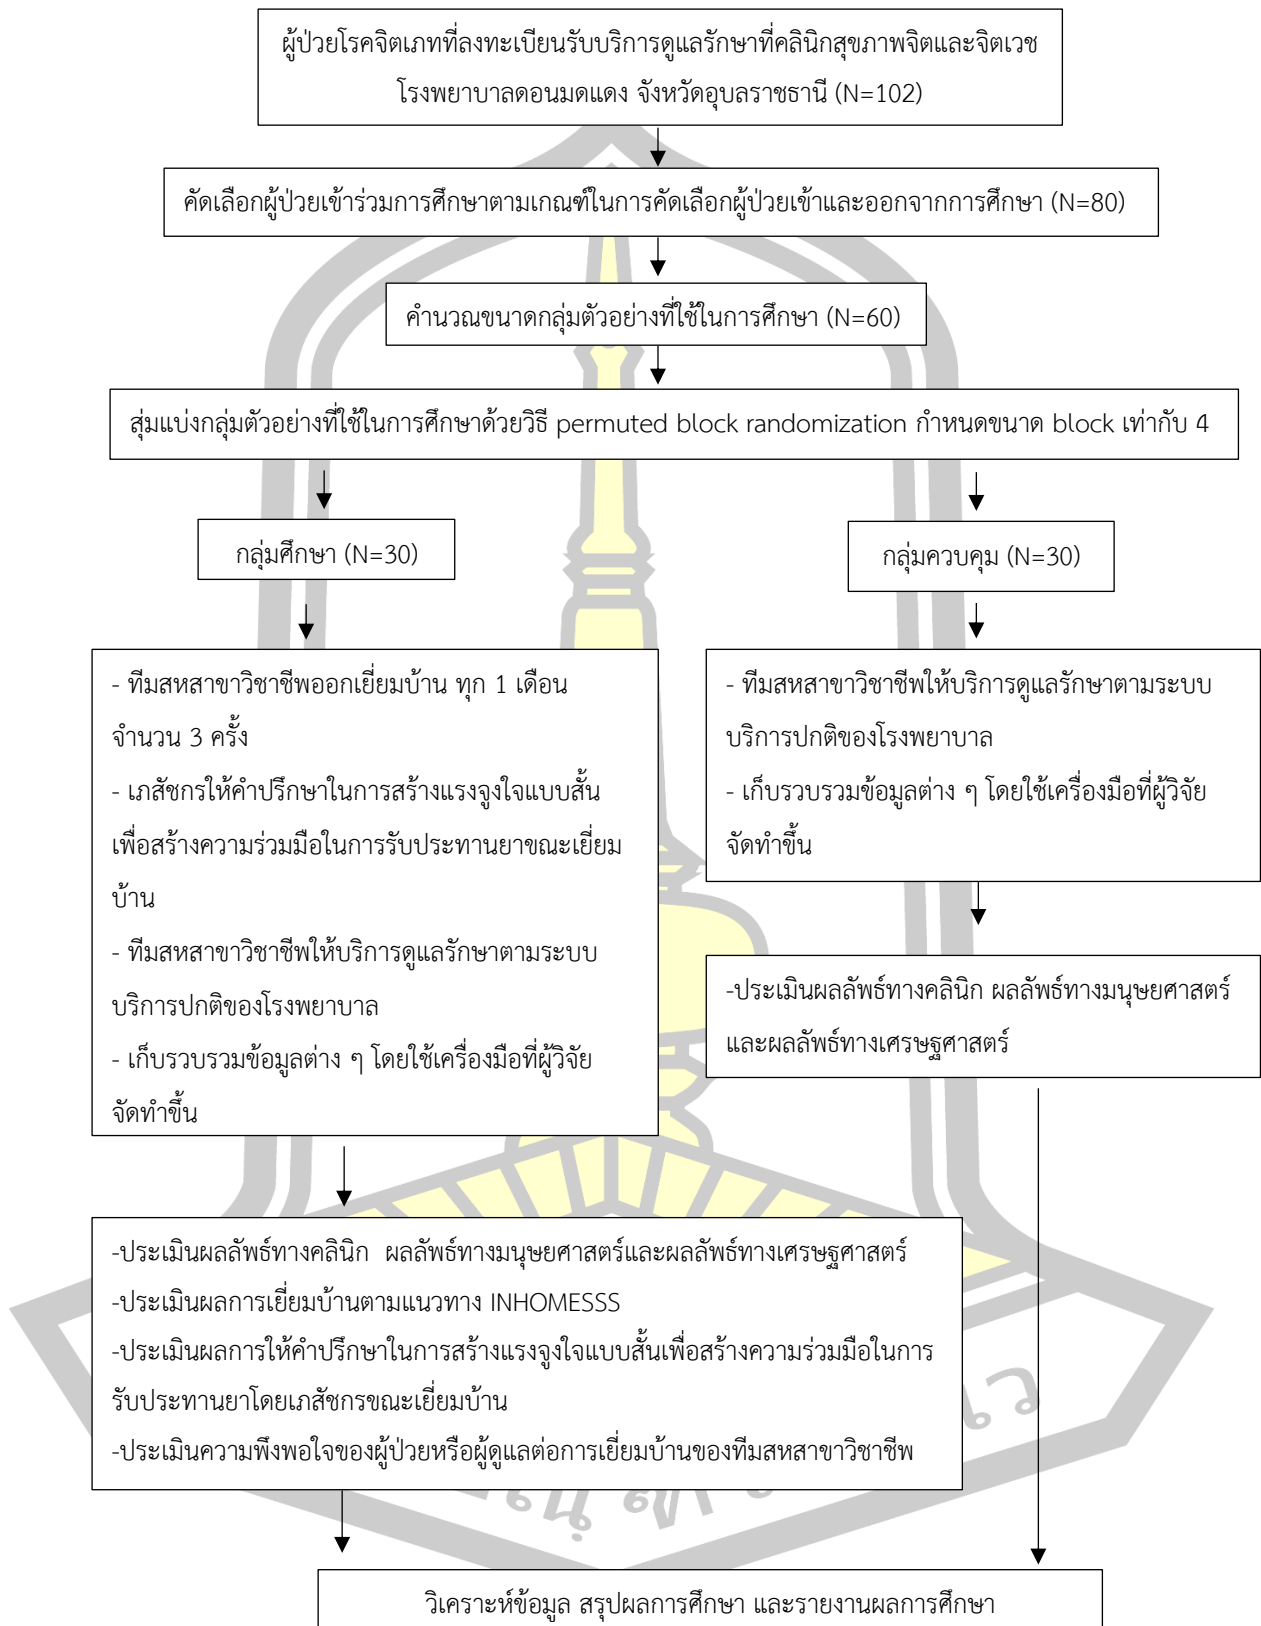 ผู้ป่วยโรคจิตเภทที่ลงทะเบียนรับบริการดูแลรักษาที่คลินิกสุขภาพจิตและจิตเวช
โรงพยาบาลดอนมดแดง จังหวัดอุบลราชธานี (N=102)
คัดเลือกผู้ป่วยเข้าร่วมการศึกษาตามเกณฑ์ในการคัดเลือกผู้ป่วยเข้าและออกจากการศึกษา (N=80)
คำนวณขนาดกลุ่มตัวอย่างที่ใช้ในการศึกษา (N=60)
สุ่มแบ่งกลุ่มตัวอย่างที่ใช้ในการศึกษาด้วยวิธี permuted block randomization กำหนดขนาด block เท่ากับ 4
กลุ่มศึกษา (N=30)
กลุ่มควบคุม (N=30)
- ทีมสหสาขาวิชาชีพออกเยี่ยมบ้าน ทุก 1 เดือน
จำนวน 3 ครั้ง
- เภสัชกรให้คำปรึกษาในการสร้างแรงจูงใจแบบสั้น
เพื่อสร้างความร่วมมือในการรับประทานยาขณะเยี่ยม
บ้าน
- ทีมสหสาขาวิชาชีพให้บริการดูแลรักษาตามระบบ
บริการปกติของโรงพยาบาล
- เก็บรวบรวมข้อมูลต่าง ๆ โดยใช้เครื่องมือที่ผู้วิจัย
จัดทำขึ้น
- ทีมสหสาขาวิชาชีพให้บริการดูแลรักษาตามระบบ
บริการปกติของโรงพยาบาล
- เก็บรวบรวมข้อมูลต่าง ๆ โดยใช้เครื่องมือที่ผู้วิจัย
จัดทำขึ้น
-ประเมินผลลัพธ์ทางคลินิก ผลลัพธ์ทางมนุษยศาสตร์
และผลลัพธ์ทางเศรษฐศาสตร์
-ประเมินผลลัพธ์ทางคลินิก ผลลัพธ์ทางมนุษยศาสตร์และผลลัพธ์ทางเศรษฐศาสตร์
-ประเมินผลการเยี่ยมบ้านตามแนวทาง INHOMESSS
-ประเมินผลการให้คำปรึกษาในการสร้างแรงจูงใจแบบสั้นเพื่อสร้างความร่วมมือในการ
รับประทานยาโดยเภสัชกรขณะเยี่ยมบ้าน
-ประเมินความพึงพอใจของผู้ป่วยหรือผู้ดูแลต่อการเยี่ยมบ้านของทีมสหสาขาวิชาชีพ
วิเคราะห์ข้อมูล สรุปผลการศึกษา และรายงานผลการศึกษา